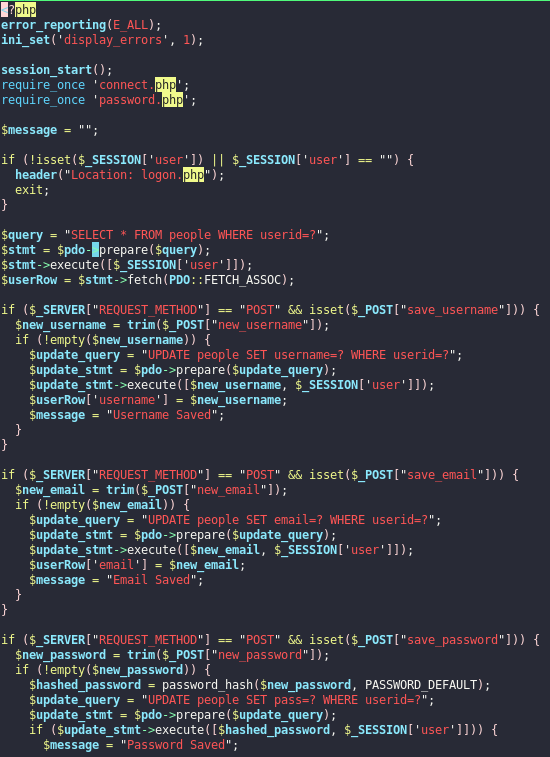 <?php
error_reporting(E_ALL);
ini_set('display_errors', 1);
session_start();
require_once 'connect.php';
require_once 'password.php';
$message = "";
if (!isset($_SESSION['user']) || $_SESSION['user'] == "") {
  header("Location: logon.php");
  exit;
}
$query = "SELECT * FROM people WHERE userid=?";
$stmt = $pdo->prepare($query);
$stmt->execute([$_SESSION['user']]);
$userRow = $stmt->fetch(PDO::FETCH_ASSOC);
if ($_SERVER["REQUEST_METHOD"] == "POST" && isset($_POST["save_username"])) {
  $new_username = trim($_POST["new_username"]);
  if (!empty($new_username)) {
    $update_query = "UPDATE people SET username=? WHERE userid=?";
    $update_stmt = $pdo->prepare($update_query);
    $update_stmt->execute([$new_username, $_SESSION['user']]);
    $userRow['username'] = $new_username;
    $message = "Username Saved";
  }
}
if ($_SERVER["REQUEST_METHOD"] == "POST" && isset($_POST["save_email"])) {
  $new_email = trim($_POST["new_email"]);
  if (!empty($new_email)) {
    $update_query = "UPDATE people SET email=? WHERE userid=?";
    $update_stmt = $pdo->prepare($update_query);
    $update_stmt->execute([$new_email, $_SESSION['user']]);
    $userRow['email'] = $new_email;
    $message = "Email Saved";
  }
}
if ($_SERVER["REQUEST_METHOD"] == "POST" && isset($_POST["save_password"])) {
  $new_password = trim($_POST["new_password"]);
  if (!empty($new_password)) {
    $hashed_password = password_hash($new_password, PASSWORD_DEFAULT);
    $update_query = "UPDATE people SET pass=? WHERE userid=?";
    $update_stmt = $pdo->prepare($update_query);
    if ($update_stmt->execute([$hashed_password, $_SESSION['user']])) {
      $message = "Password Saved";